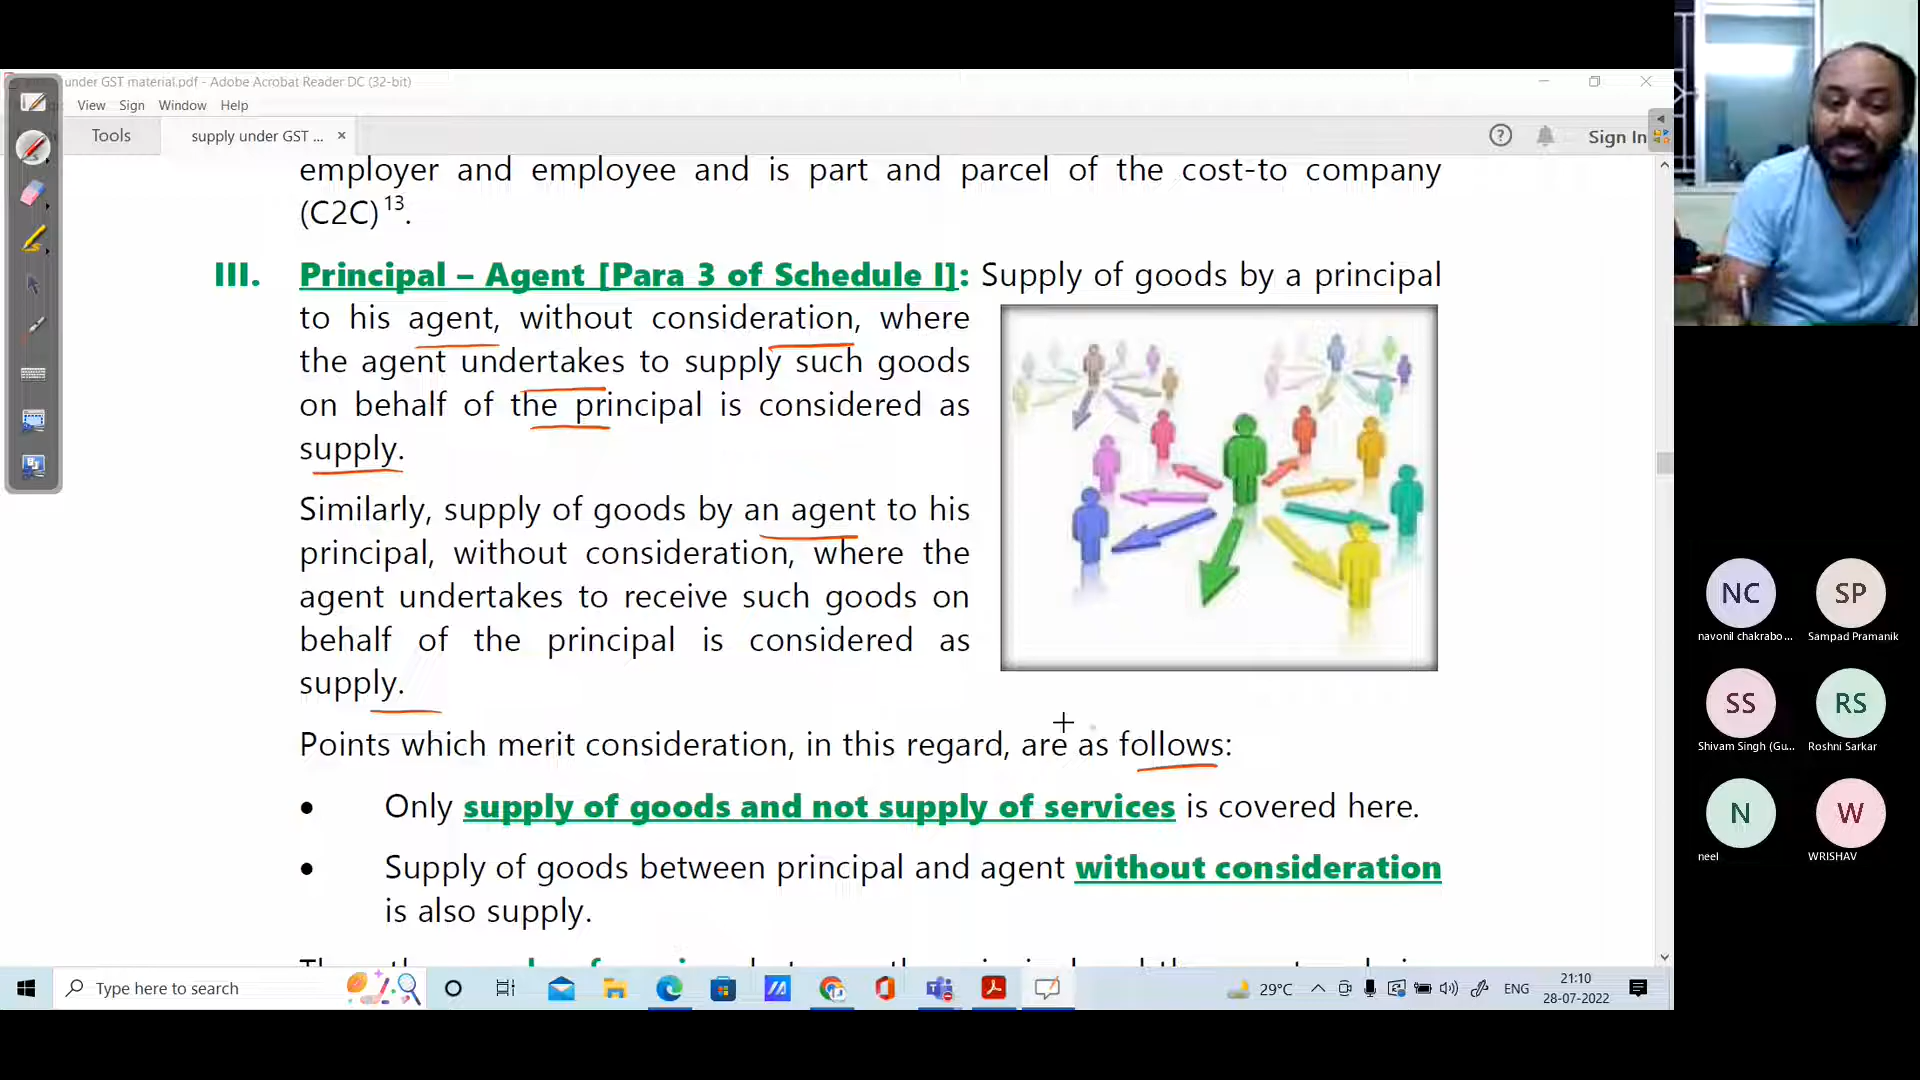 under GST material.pdf - Adobe Acrobat Reader DC (32-bit)
View Sign Window Help
Tools supply under GST ... × Sign In
employer and employee and is part and parcel of the cost-to company
(C2C)13.
III. Principal – Agent [Para 3 of Schedule I]: Supply of goods by a principal
to his agent, without consideration, where
the agent undertakes to supply such goods
on behalf of the principal is considered as
supply.
Similarly, supply of goods by an agent to his
principal, without consideration, where the
agent undertakes to receive such goods on
behalf of the principal is considered as
supply.
Points which merit consideration, in this regard, are as follows:
• Only supply of goods and not supply of services is covered here.
• Supply of goods between principal and agent without consideration
is also supply.
NC SP
navonil chakrabo... Sampad Pramanik
SS RS
Shivam Singh (Gu... Roshni Sarkar
N W
neel WRISHAV
Type here to search 29°C ENG 21:10
28-07-2022